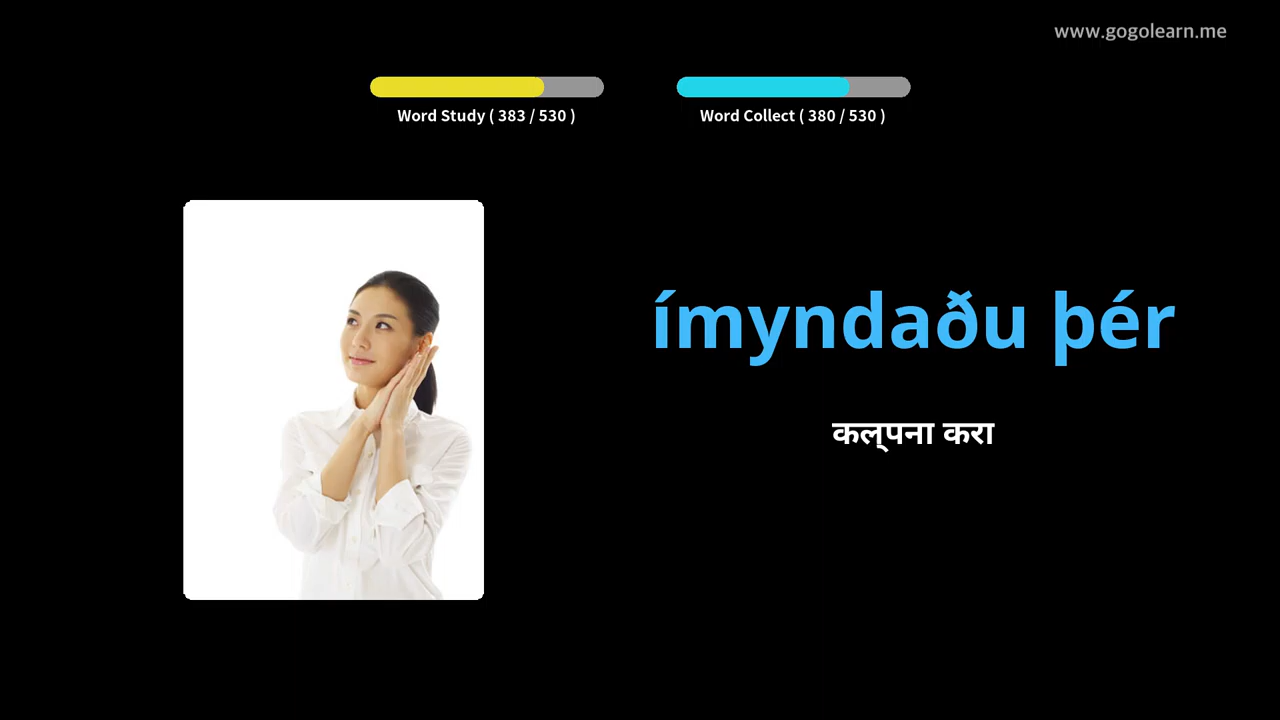 www.gogolearn.me
Word Study ( 383 / 530 )
Word Collect ( 380 / 530 )
ímyndaðu þér
कल्‍पना करा